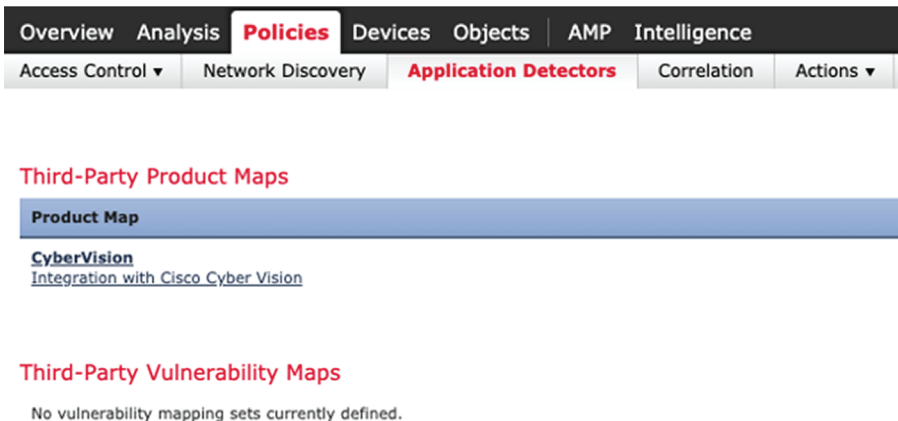 Overview Analysis Policies Devices Objects AMP Intelligence
Access Control ▾ Network Discovery Application Detectors Correlation Actions ▾
Third-Party Product Maps
Product Map
CyberVision
Integration with Cisco Cyber Vision
Third-Party Vulnerability Maps
No vulnerability mapping sets currently defined.